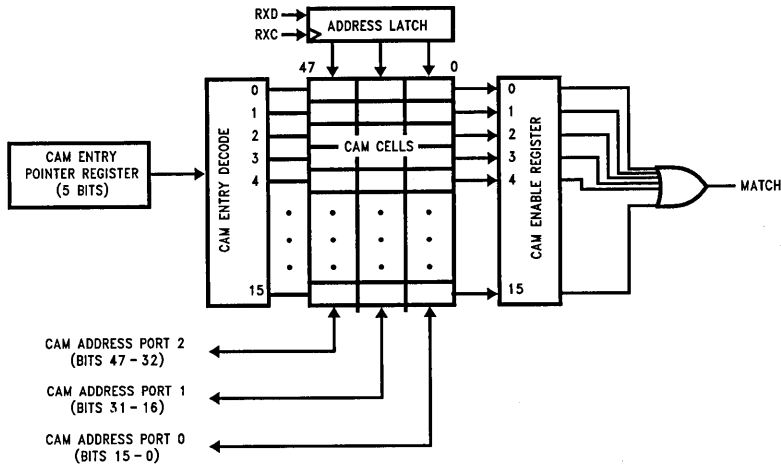 RXD
RXC
ADDRESS LATCH
47
0
0
1
2
3
4
15
CAM ENTRY
POINTER REGISTER
(5 BITS)
CAM ENTRY DECODE
CAM CELLS
0
1
2
3
4
15
CAM ENABLE REGISTER
MATCH
CAM ADDRESS PORT 2
(BITS 47 - 32)
CAM ADDRESS PORT 1
(BITS 31 - 16)
CAM ADDRESS PORT 0
(BITS 15 - 0)